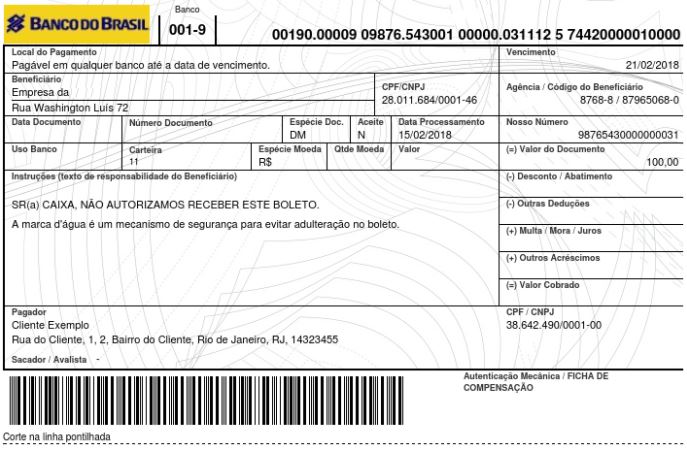 Banco
BANCO DO BRASIL
001-9
00190.00009 09876.543001 00000.031112 5 74420000010000
Local do Pagamento
Pagável em qualquer banco até a data de vencimento.
Vencimento
21/02/2018
Beneficiário
Empresa da
Rua Washington Luís 72
CPF/CNPJ
28.011.684/0001-46
Agência / Código do Beneficiário
8768-8 / 87965068-0
Data Documento
Número Documento
Espécie Doc.
DM
Aceite
N
Data Processamento
15/02/2018
Nosso Número
98765430000000031
Uso Banco
Carteira
11
Espécie Moeda
R$
Qtde Moeda
Valor
(=) Valor do Documento
100,00
Instruções (texto de responsabilidade do Beneficiário)
SR(a) CAIXA, NÃO AUTORIZAMOS RECEBER ESTE BOLETO.
A marca d'água é um mecanismo de segurança para evitar adulteração no boleto.
(-) Desconto / Abatimento
(-) Outras Deduções
(+) Multa / Mora / Juros
(+) Outros Acréscimos
(=) Valor Cobrado
Pagador
Cliente Exemplo
Rua do Cliente, 1, 2, Bairro do Cliente, Rio de Janeiro, RJ, 14323455
CPF / CNPJ
38.642.490/0001-00
Sacador / Avalista -
Autenticação Mecânica / FICHA DE
COMPENSAÇÃO
Corte na linha pontilhada